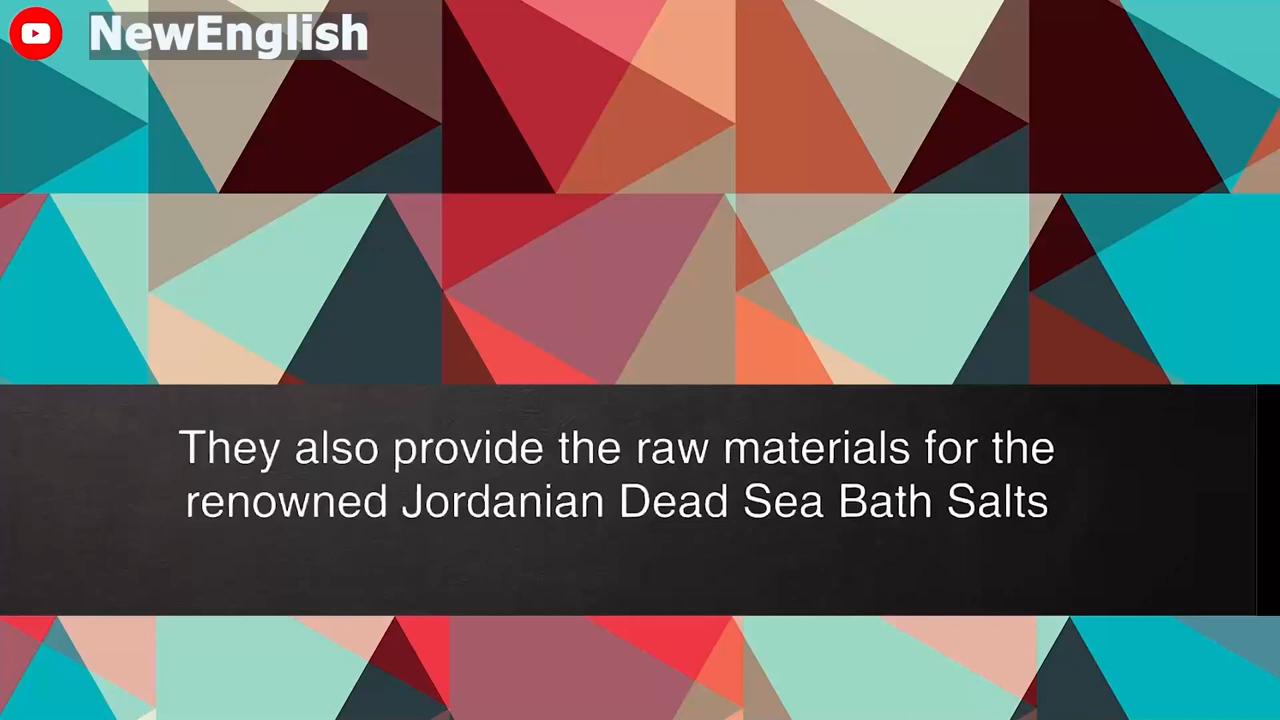 NewEnglish
They also provide the raw materials for the
renowned Jordanian Dead Sea Bath Salts